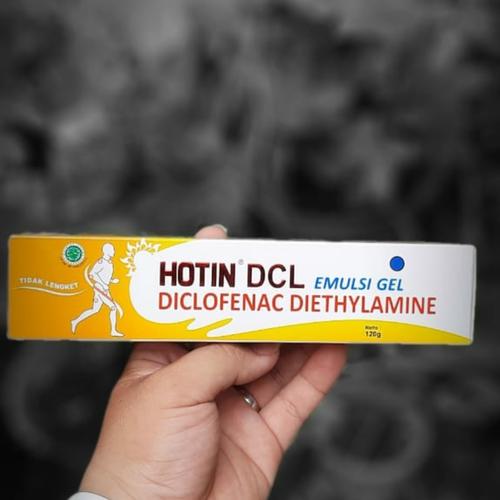 TIDAK LENGKET
HOTIN® DCL EMULSI GEL
DICLOFENAC DIETHYLAMINE
Netto
120g